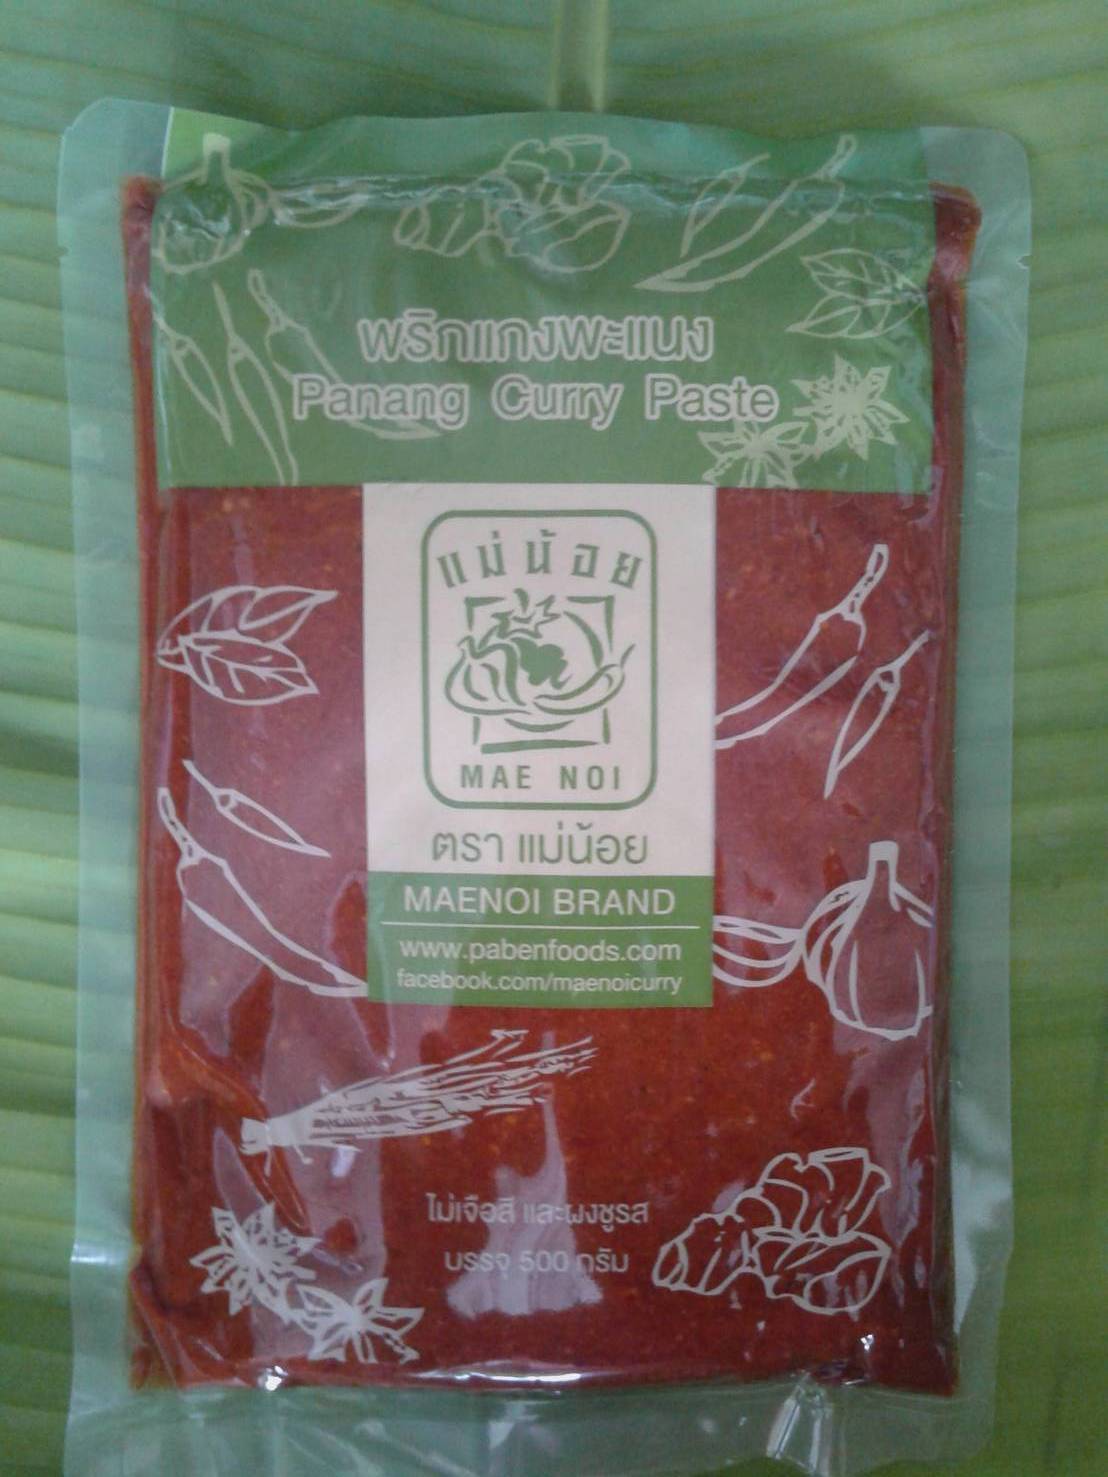 พริกแกงพะแนง
Panang Curry Paste
แม่น้อย
MAE NOI
ตรา แม่น้อย
MAENOI BRAND
www.pabenfoods.com
facebook.com/maenoicurry
ไม่เจือสี และผงชูรส
บรรจุ 500 กรัม